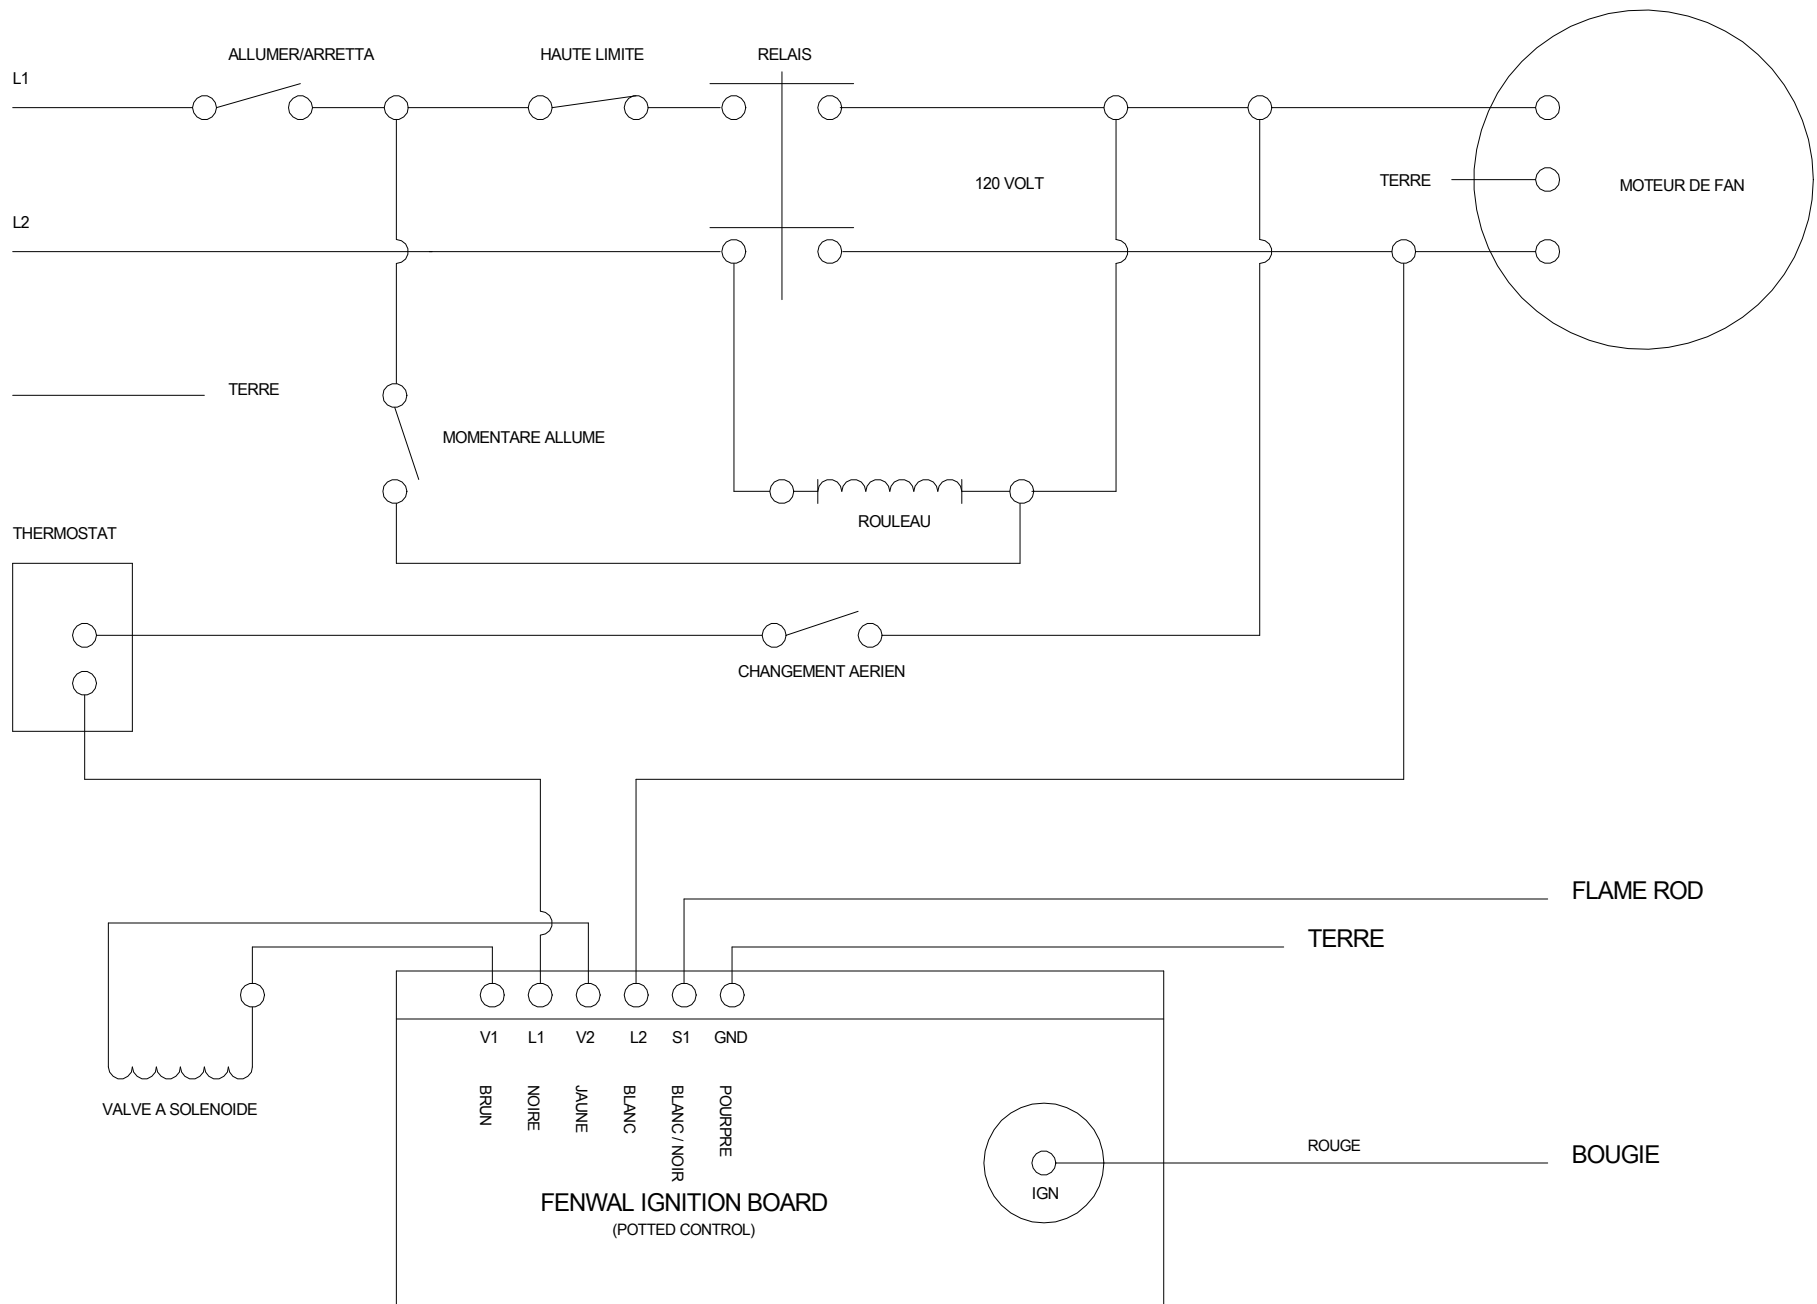 ALLUMER/ARRETTA
HAUTE LIMITE
RELAIS
L1
120 VOLT
TERRE
MOTEUR DE FAN
L2
TERRE
MOMENTARE ALLUME
ROULEAU
THERMOSTAT
CHANGEMENT AERIEN
FLAME ROD
TERRE
V1
L1
V2
L2
S1
GND
BRUN
NOIRE
JAUNE
BLANC
BLANC / NOIR
POURPRE
VALVE A SOLENOIDE
ROUGE
BOUGIE
IGN
FENWAL IGNITION BOARD
(POTTED CONTROL)